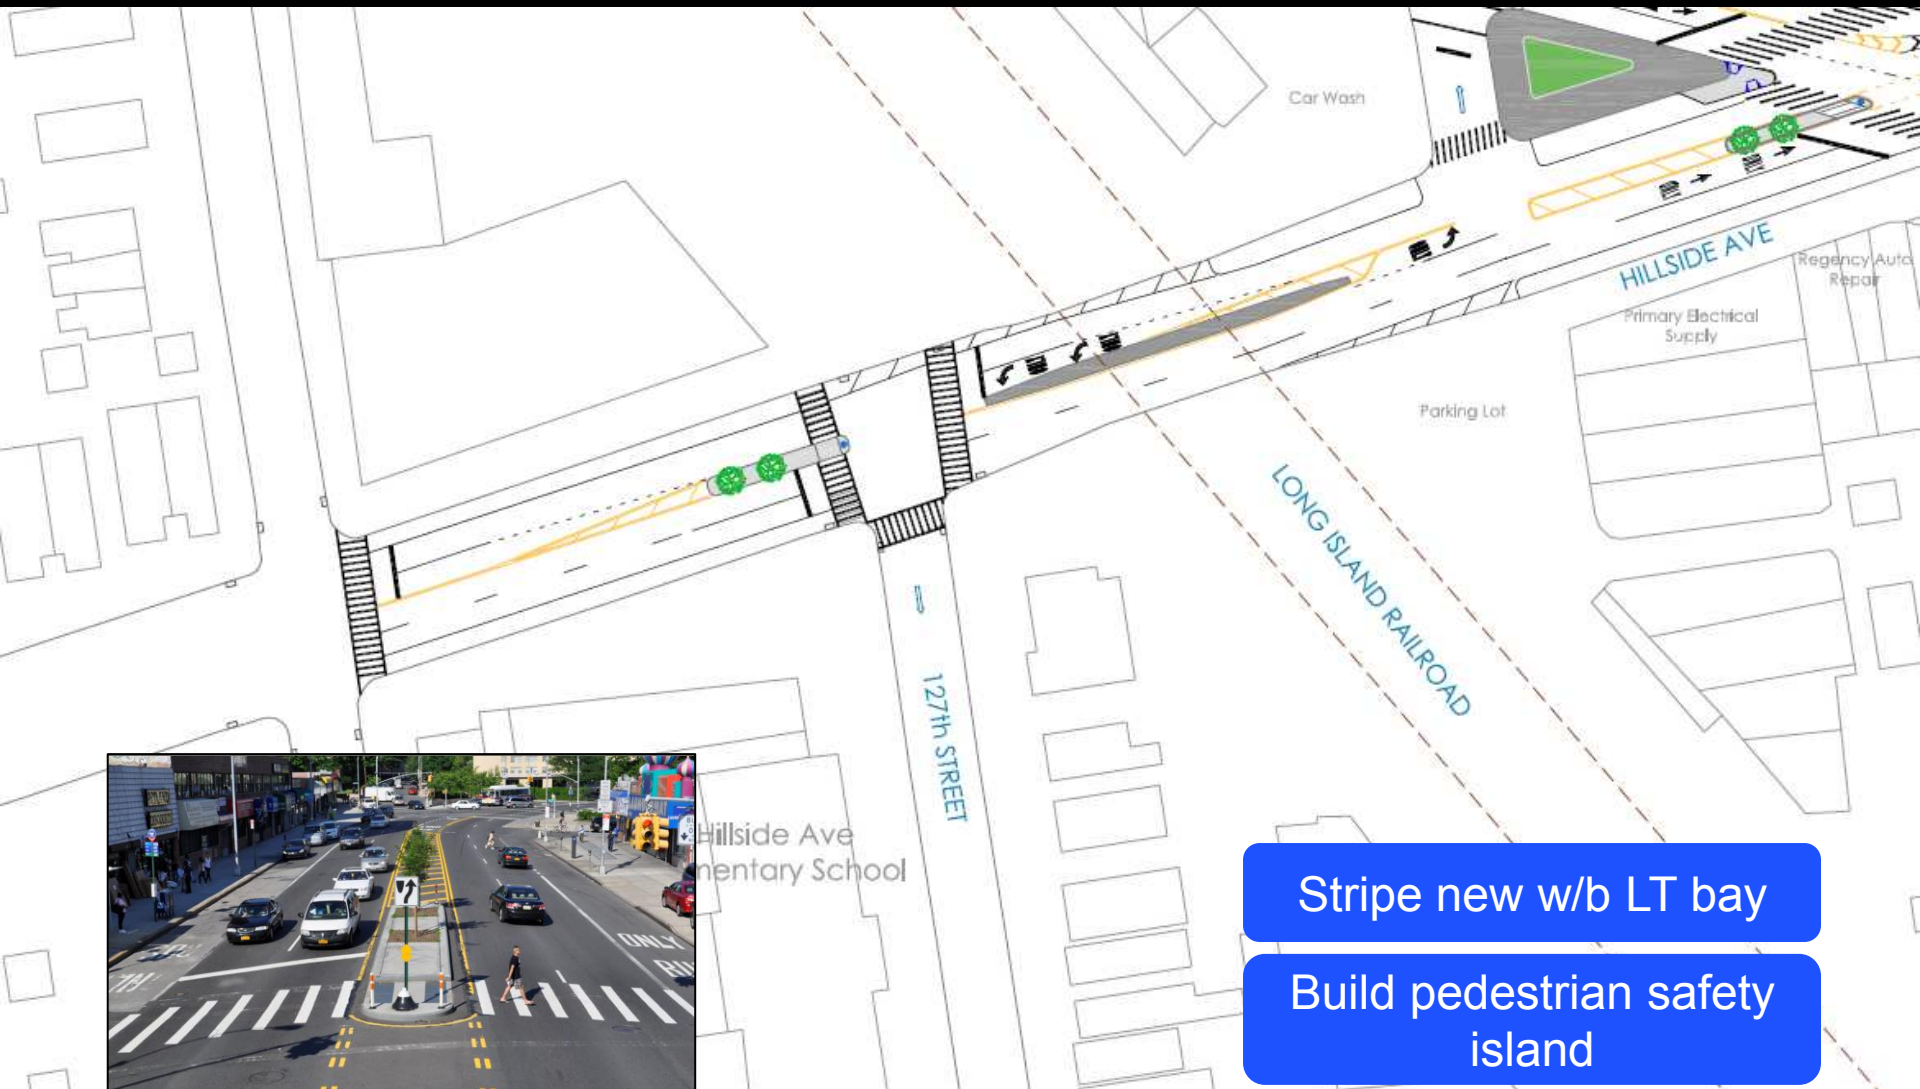 Car Wash
HILLSIDE AVE
Regency Auto
Repair
Primary Electrical
Supply
Parking Lot
LONG ISLAND RAILROAD
127th STREET
Hillside Ave
mentary School
ONLY
Stripe new w/b LT bay
Build pedestrian safety
island